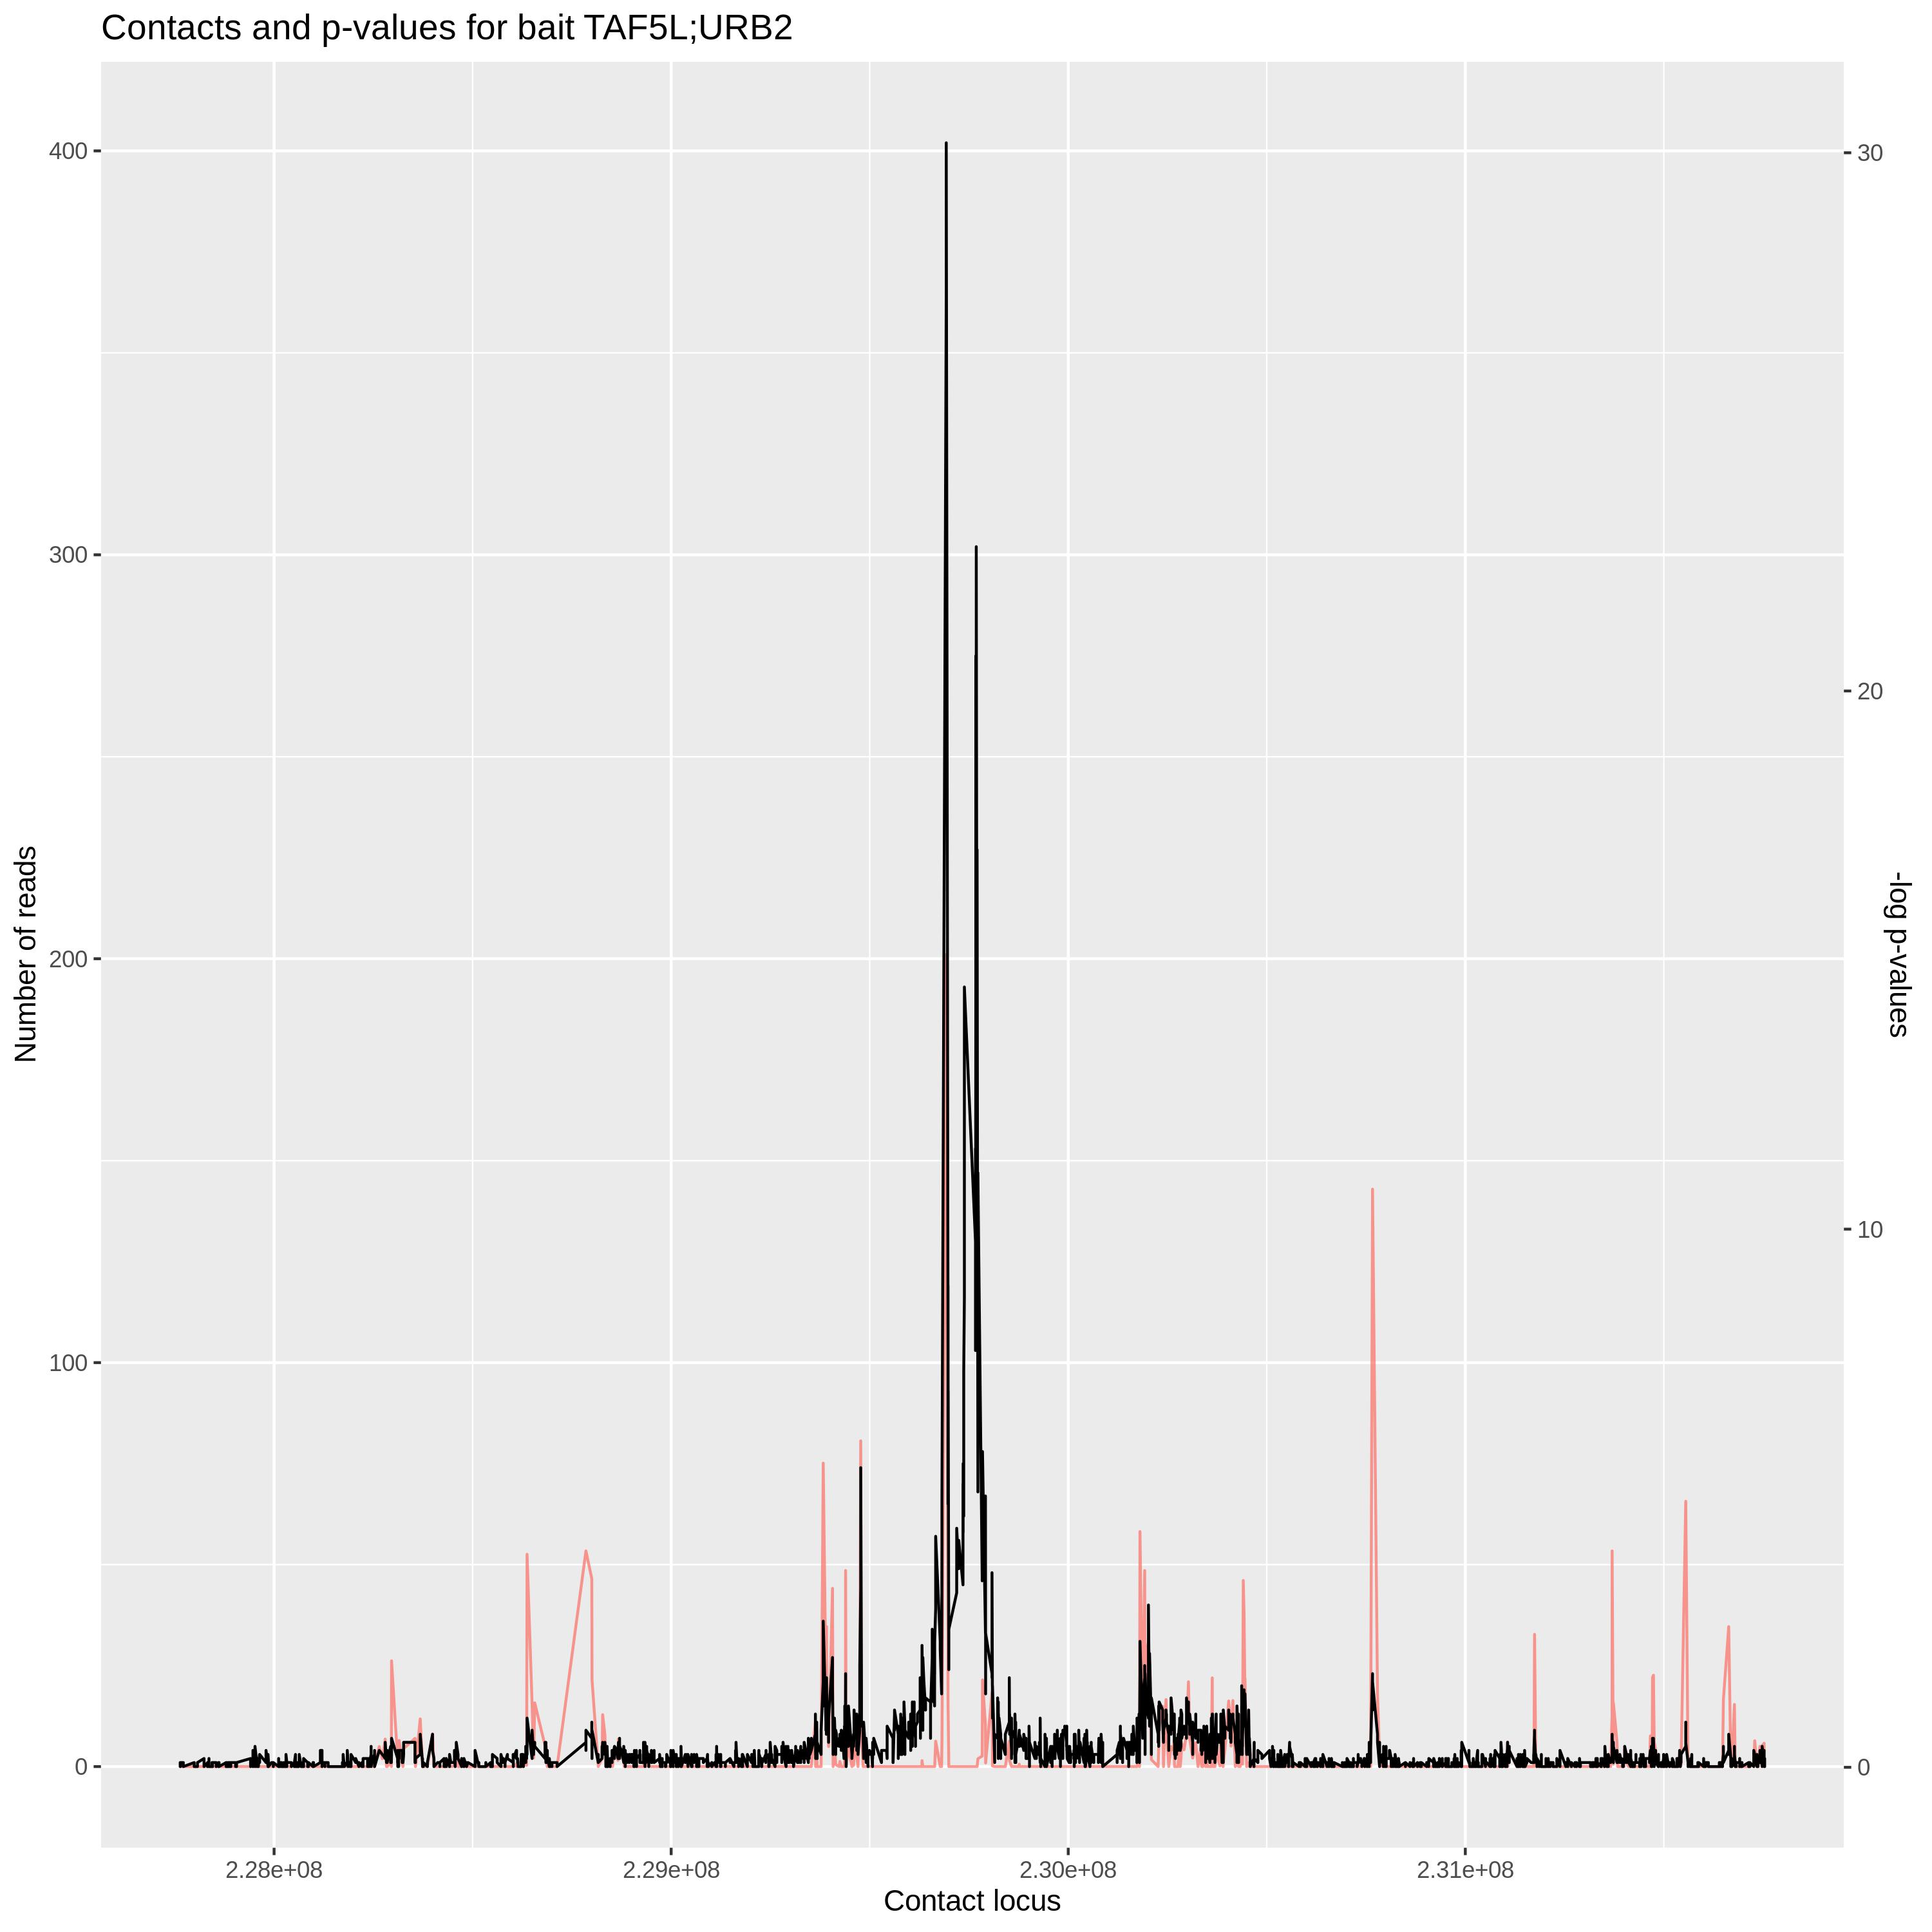 Contacts and p-values for bait TAF5L;URB2
400
300
200
100
0
30
20
10
0
Number of reads
-log p-values
2.28e+08
2.29e+08
2.30e+08
2.31e+08
Contact locus